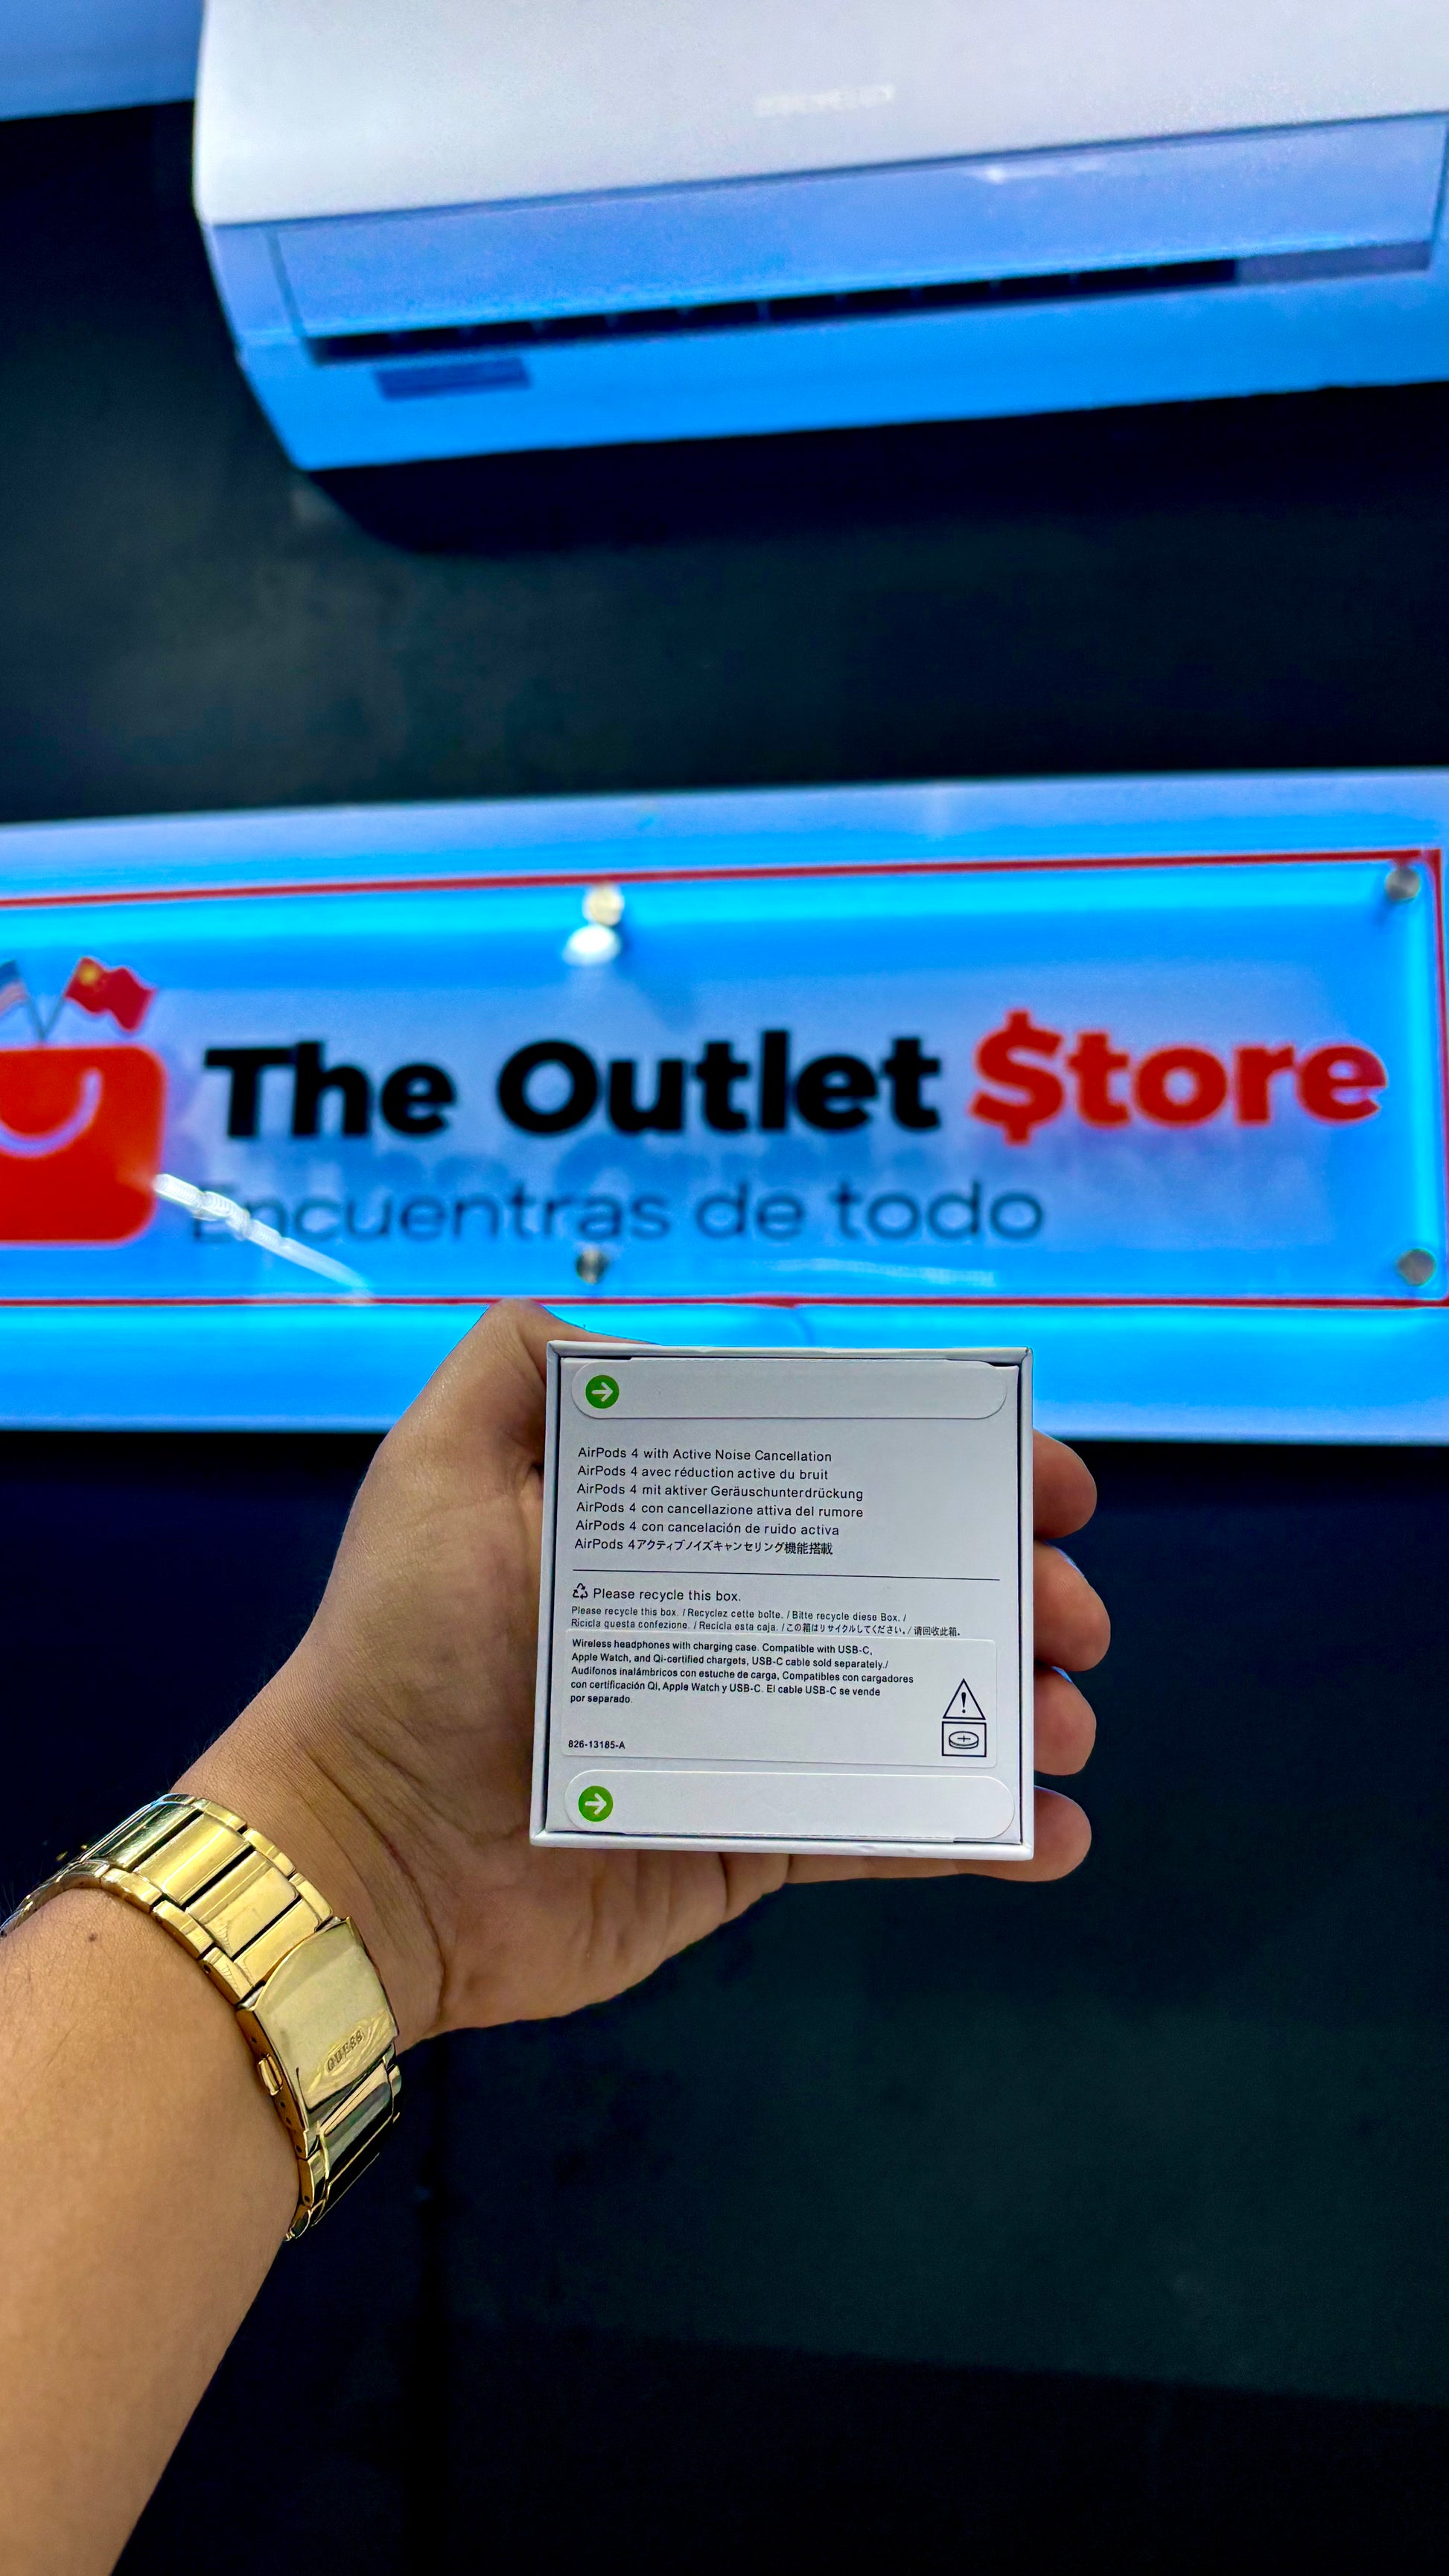 The Outlet $tore
Encuentras de todo
AirPods 4 with Active Noise Cancellation
AirPods 4 avec réduction active du bruit
AirPods 4 mit aktiver Geräuschunterdrückung
AirPods 4 con cancellazione attiva del rumore
AirPods 4 con cancelación de ruido activa
AirPods 4アクティブノイズキャンセリング機能搭載
Please recycle this box.
Please recycle this box. / Recyclez cette boîte. / Bitte recycle diese Box. /
Ricicla questa confezione. / Recicla esta caja. / この箱はリサイクルしてください。/ 请回收此箱.
Wireless headphones with charging case. Compatible with USB-C,
Apple Watch, and Qi-certified chargets, USB-C cable sold separately./
Audífonos inalámbricos con estuche de carga, Compatibles con cargadores
con certificación Qi, Apple Watch y USB-C. El cable USB-C se vende
por separado.
826-13185-A
GUESS